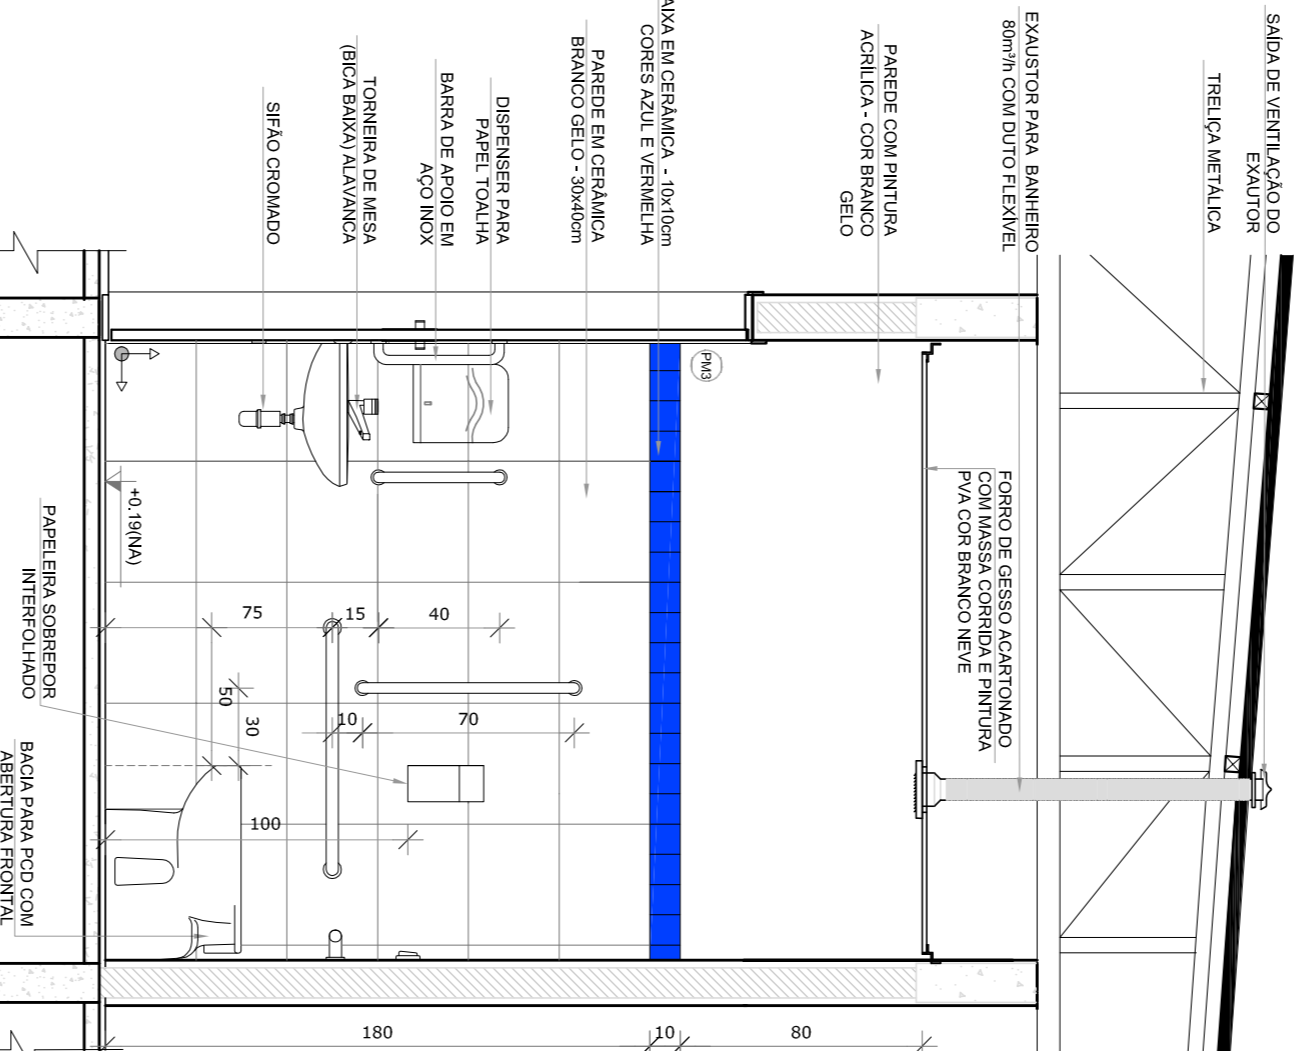 SAÍDA DE VENTILAÇÃO DO
EXAUTOR
TRELIÇA METÁLICA
EXAUSTOR PARA BANHEIRO
80m³/h COM DUTO FLEXÍVEL
PAREDE COM PINTURA
ACRÍLICA - COR BRANCO
GELO
AIXA EM CERÂMICA - 10x10cm
CORES AZUL E VERMELHA
PAREDE EM CERÂMICA
BRANCO GELO - 30x40cm
DISPENSER PARA
PAPEL TOALHA
BARRA DE APOIO EM
AÇO INOX
TORNEIRA DE MESA
(BICA BAIXA) ALAVANCA
SIFÃO CROMADO
PM3
FORRO DE GESSO ACARTONADO
COM MASSA CORRIDA E PINTURA
PVA COR BRANCO NEVE
+0.19(NA)
PAPELEIRA SOBREPOR
INTERFOLHADO
BACIA PARA PCD COM
ABERTURA FRONTAL
75
15
40
50
30
10
70
100
180
10
80